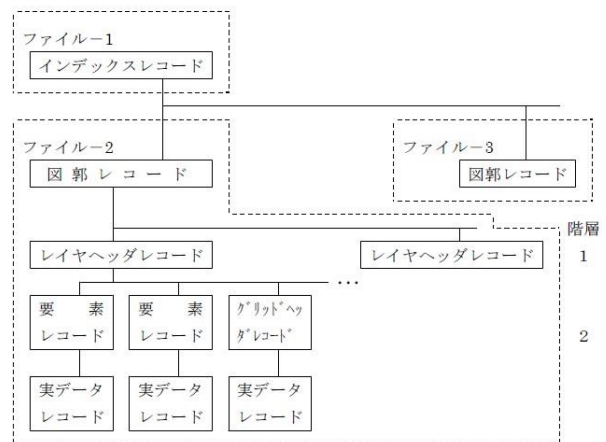 ファイル－1
インデックスレコード
ファイル－2
図 郭 レ コ ー ド
ファイル－3
図郭レコード
階層
レイヤヘッダレコード
レイヤヘッダレコード
1
…
要　素
レコード
要　素
レコード
ｸﾞﾘｯﾄﾞﾍｯ
ﾀﾞﾚｺｰﾄﾞ
2
実データ
レコード
実データ
レコード
実データ
レコード